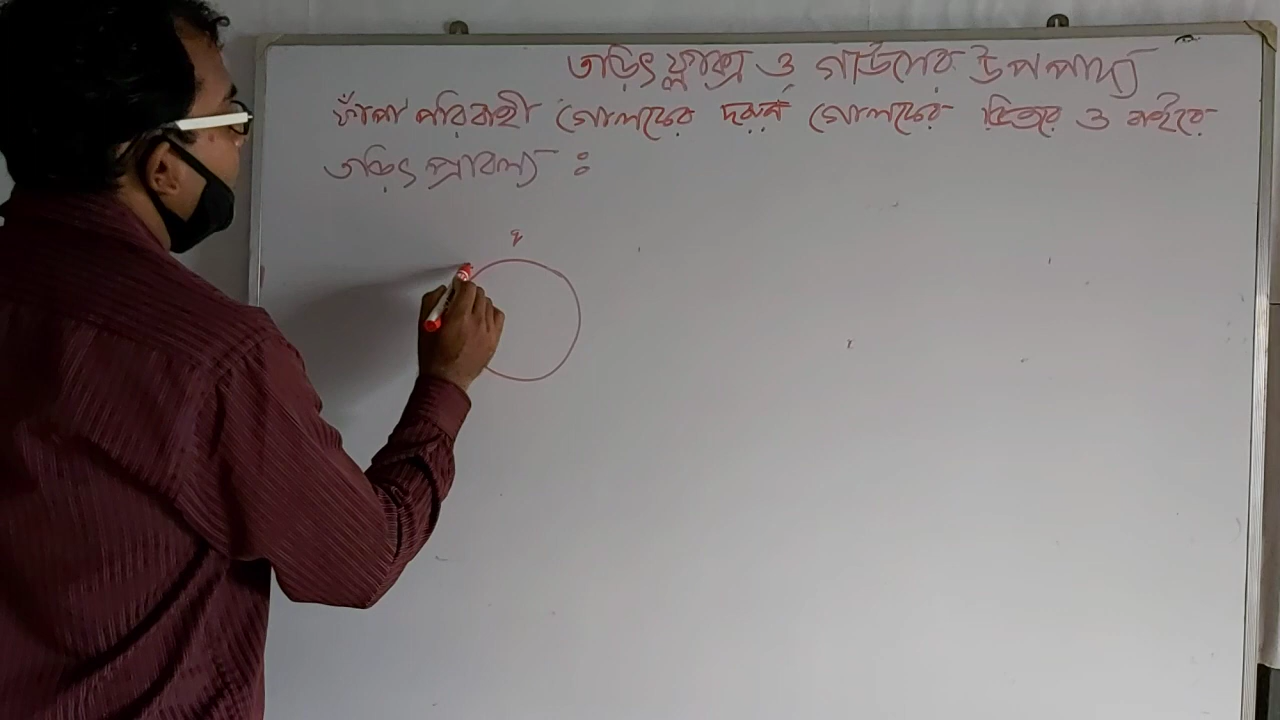 তড়িৎ ফ্লাক্স ও গাউসের উপপাদ্য
ফাঁপা পরিবাহী গোলকের দরুন গোলকের ভিতরে ও বাইরে
তড়িৎ প্রাবল্য ঃ
q